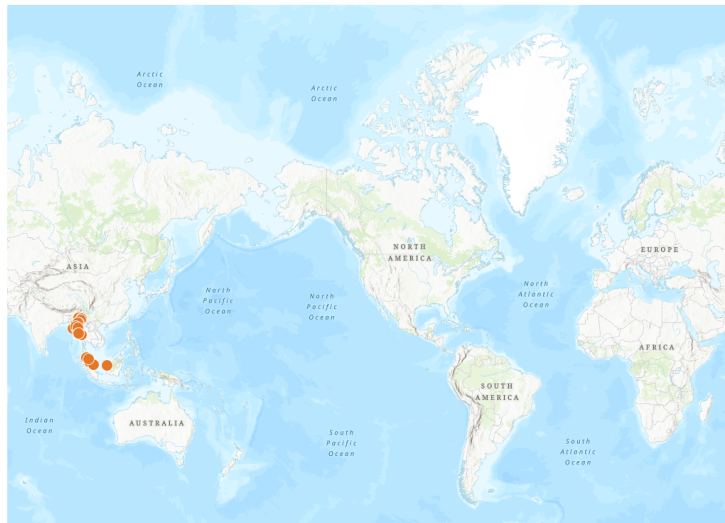 Arctic
Ocean
Arctic
Ocean
NORTH
AMERICA
EUROPE
ASIA
North
Pacific
Ocean
North
Pacific
Ocean
North
Atlantic
Ocean
AFRICA
SOUTH
AMERICA
Indian
Ocean
AUSTRALIA
South
Pacific
Ocean
South
Atlantic
Ocean